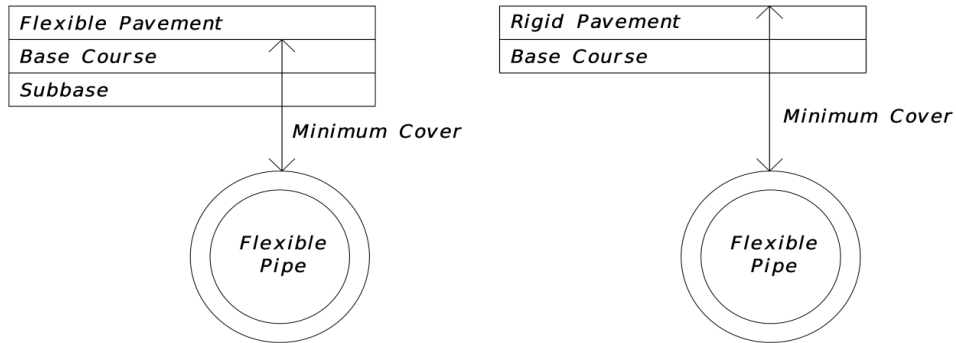 Flexible Pavement
Base Course
Subbase
Minimum Cover
Flexible
Pipe
Rigid Pavement
Base Course
Minimum Cover
Flexible
Pipe